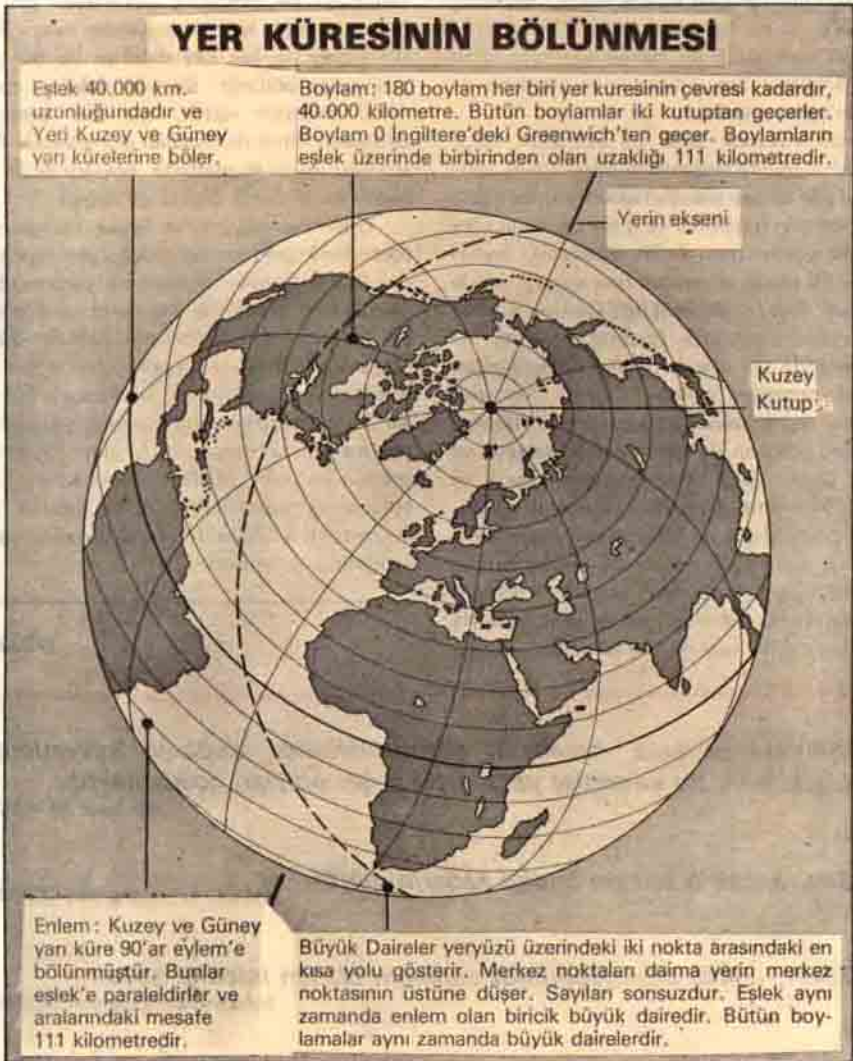 YER KÜRESİNİN BÖLÜNMESİ
Eşlek 40.000 km.
uzunluğundadır ve
Yeri Kuzey ve Güney
yarı kürelerine böler.
Boylam: 180 boylam her biri yer kuresinin çevresi kadardır,
40.000 kilometre. Bütün boylamlar iki kutuptan geçerler.
Boylam 0 İngiltere'deki Greenwich'ten geçer. Boylamların
eşlek üzerinde birbirinden olan uzaklığı 111 kilometredir.
Yerin ekseni
Kuzey
Kutup
Enlem: Kuzey ve Güney
yarı küre 90'ar eylem'e
bölünmüştür. Bunlar
eşlek'e paraleldirler ve
aralarındaki mesafe
111 kilometredir.
Büyük Daireler yeryüzü üzerindeki iki nokta arasındaki en
kısa yolu gösterir. Merkez noktaları daima yerin merkez
noktasının üstüne düşer. Sayıları sonsuzdur. Eşlek aynı
zamanda enlem olan biricik büyük dairedir. Bütün boy-
lamalar aynı zamanda büyük dairelerdir.